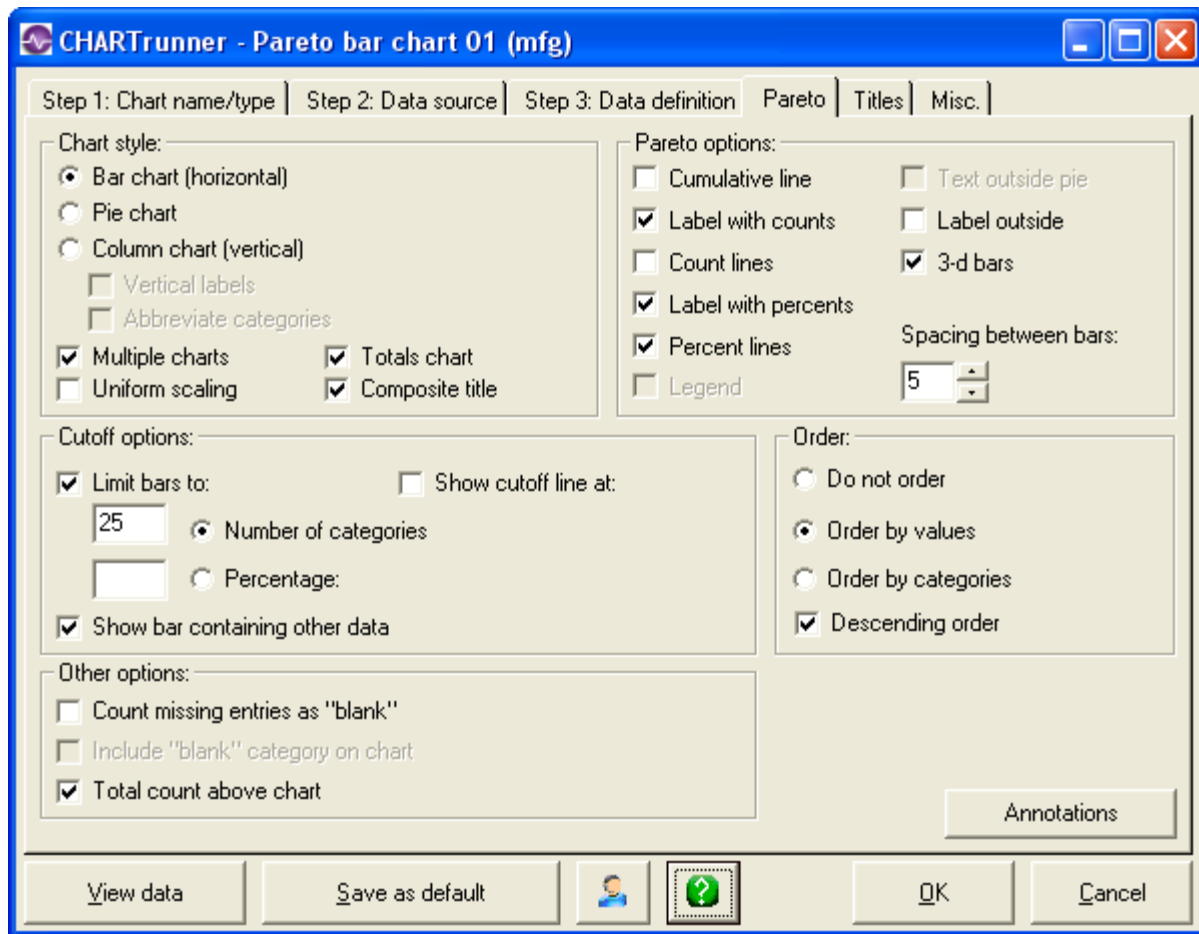 CHARTrunner - Pareto bar chart 01 (mfg)
Step 1: Chart name/type Step 2: Data source Step 3: Data definition Pareto Titles Misc.
Chart style:
Bar chart (horizontal)
Pie chart
Column chart (vertical)
Vertical labels
Abbreviate categories
Multiple charts Totals chart
Uniform scaling Composite title
Pareto options:
Cumulative line Text outside pie
Label with counts Label outside
Count lines 3-d bars
Label with percents
Percent lines Spacing between bars:
Legend 5
Cutoff options:
Limit bars to: Show cutoff line at:
25 Number of categories
Percentage:
Show bar containing other data
Order:
Do not order
Order by values
Order by categories
Descending order
Other options:
Count missing entries as "blank"
Include "blank" category on chart
Total count above chart
Annotations
View data Save as default ? OK Cancel